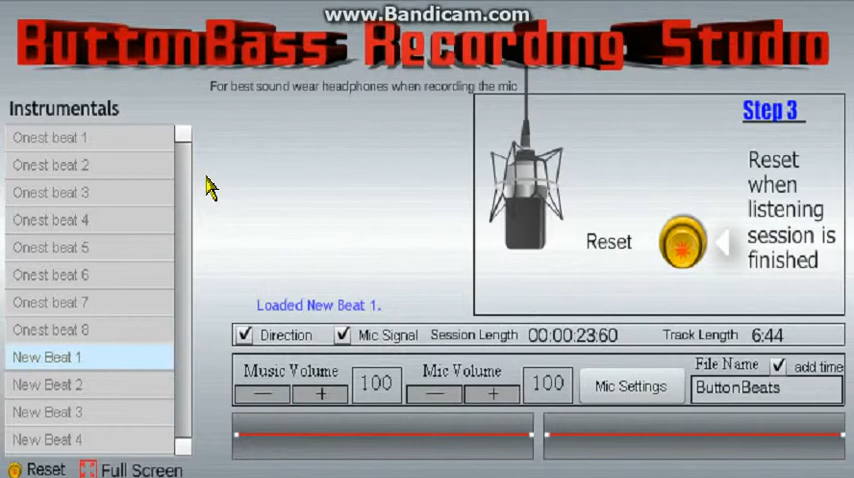 www.Bandicam.com
ButtonBass Recording Studio
For best sound wear headphones when recording the mic
Instrumentals
Onest beat 1
Onest beat 2
Onest beat 3
Onest beat 4
Onest beat 5
Onest beat 6
Onest beat 7
Onest beat 8
New Beat 1
New Beat 2
New Beat 3
New Beat 4
Reset
Full Screen
Step 3
Reset
when
listening
session is
finished
Reset
Loaded New Beat 1.
Direction Mic Signal Session Length 00:00:23:60 Track Length 6:44
Music Volume
— + 100
Mic Volume
— + 100
Mic Settings
File Name add time
ButtonBeats